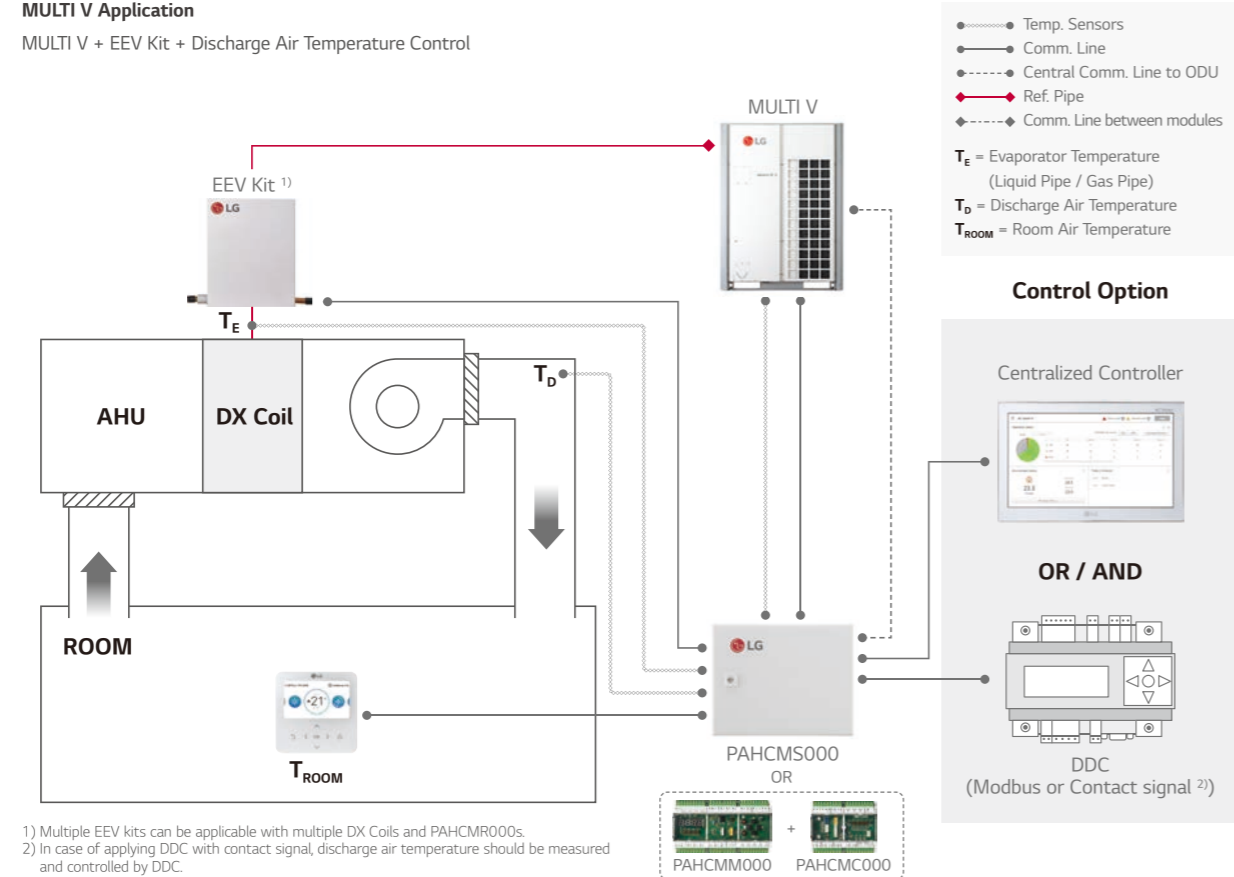 MULTI V Application
MULTI V + EEV Kit + Discharge Air Temperature Control
Temp. Sensors
Comm. Line
Central Comm. Line to ODU
Ref. Pipe
Comm. Line between modules
TE = Evaporator Temperature
(Liquid Pipe / Gas Pipe)
TD = Discharge Air Temperature
TROOM = Room Air Temperature
MULTI V
LG
EEV Kit 1)
LG
TE
TD
AHU
DX Coil
ROOM
LG
21°
TROOM
LG
PAHCMS000
OR
PAHCMM000
+
PAHCMC000
Control Option
Centralized Controller
23.0
LG
OR / AND
DDC
(Modbus or Contact signal 2))
1) Multiple EEV kits can be applicable with multiple DX Coils and PAHCMR000s.
2) In case of applying DDC with contact signal, discharge air temperature should be measured
and controlled by DDC.